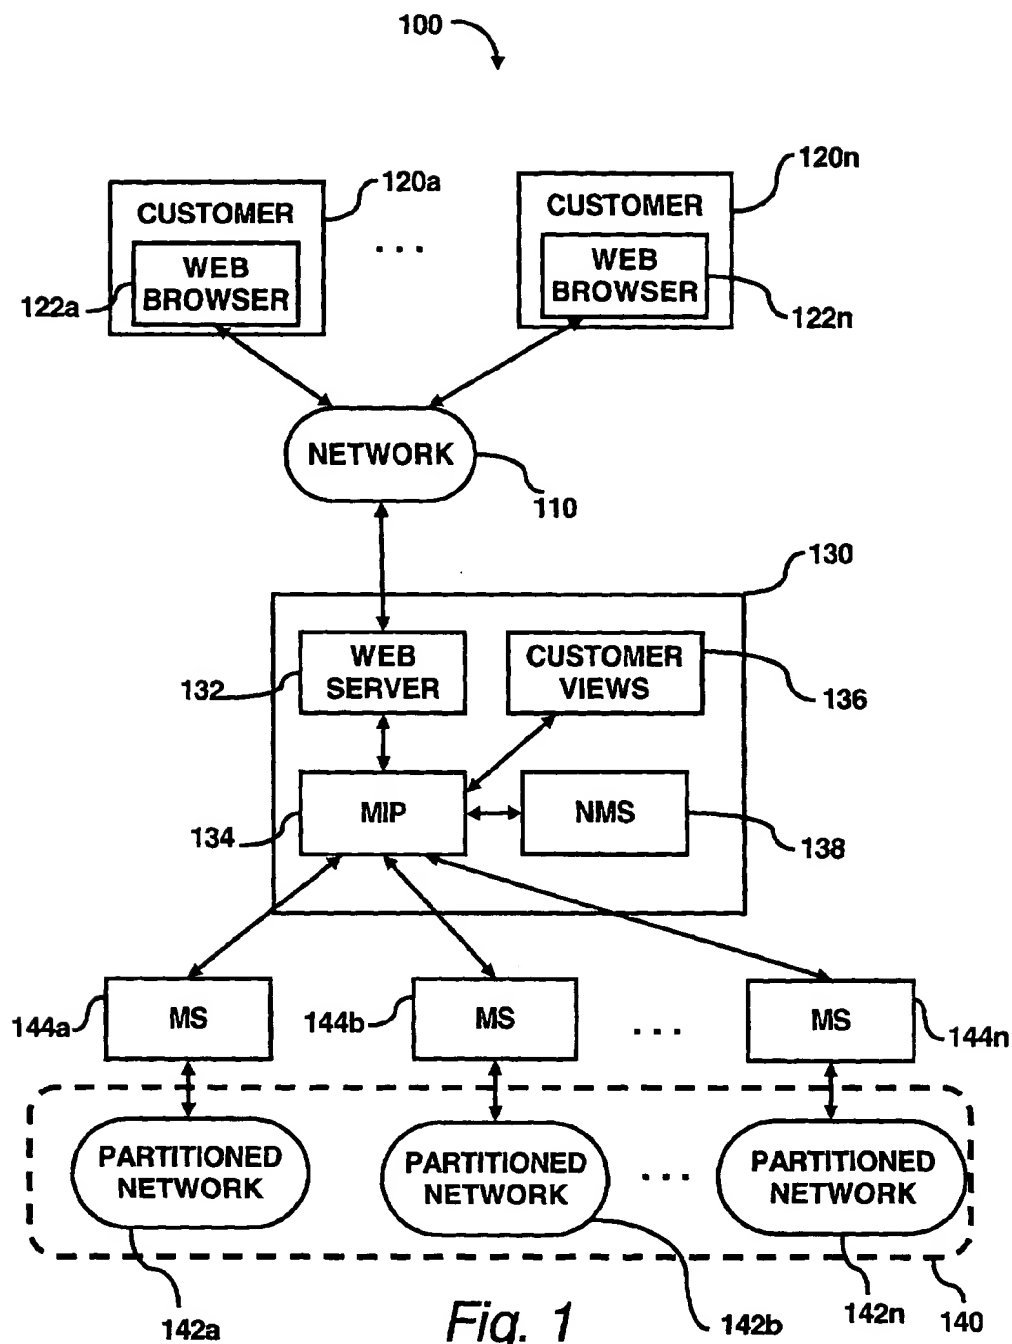 100
120a
120n
CUSTOMER
CUSTOMER
...
WEB
BROWSER
WEB
BROWSER
122a
122n
NETWORK
110
130
WEB
SERVER
CUSTOMER
VIEWS
132
136
MIP
NMS
134
138
MS
MS
...
MS
144a
144b
144n
PARTITIONED
NETWORK
PARTITIONED
NETWORK
...
PARTITIONED
NETWORK
142a
142b
142n
140
Fig. 1